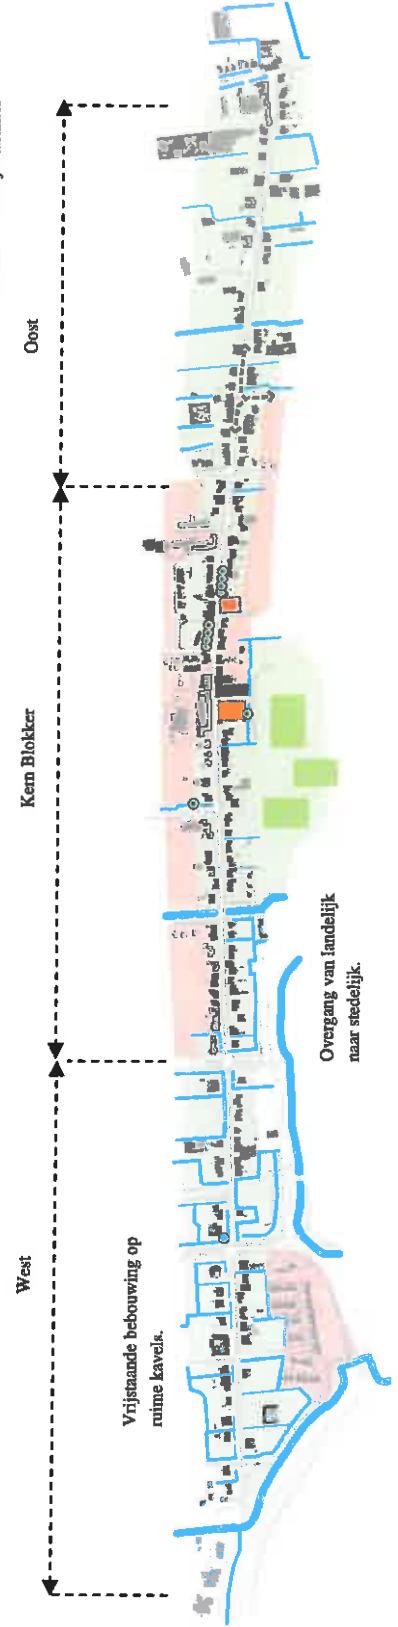 West
Kern Blokker
Oost
Vrijstaande bebouwing op
ruime kavels.
Overgang van landelijk
naar stedelijk.